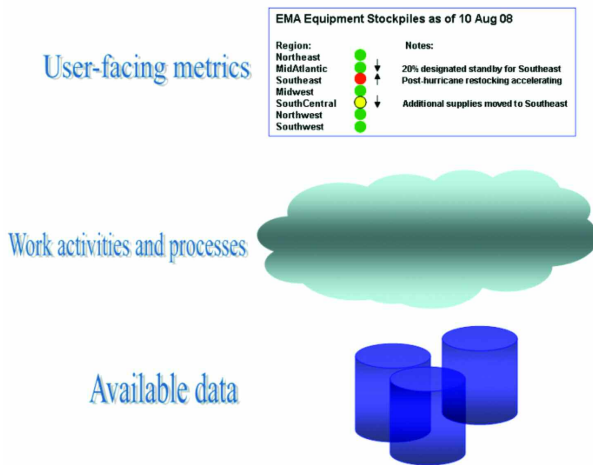 User-facing metrics
EMA Equipment Stockpiles as of 10 Aug 08
Region: Notes:
Northeast
MidAtlantic 20% designated standby for Southeast
Southeast Post-hurricane restocking accelerating
Midwest
SouthCentral Additional supplies moved to Southeast
Northwest
Southwest
Work activities and processes
Available data